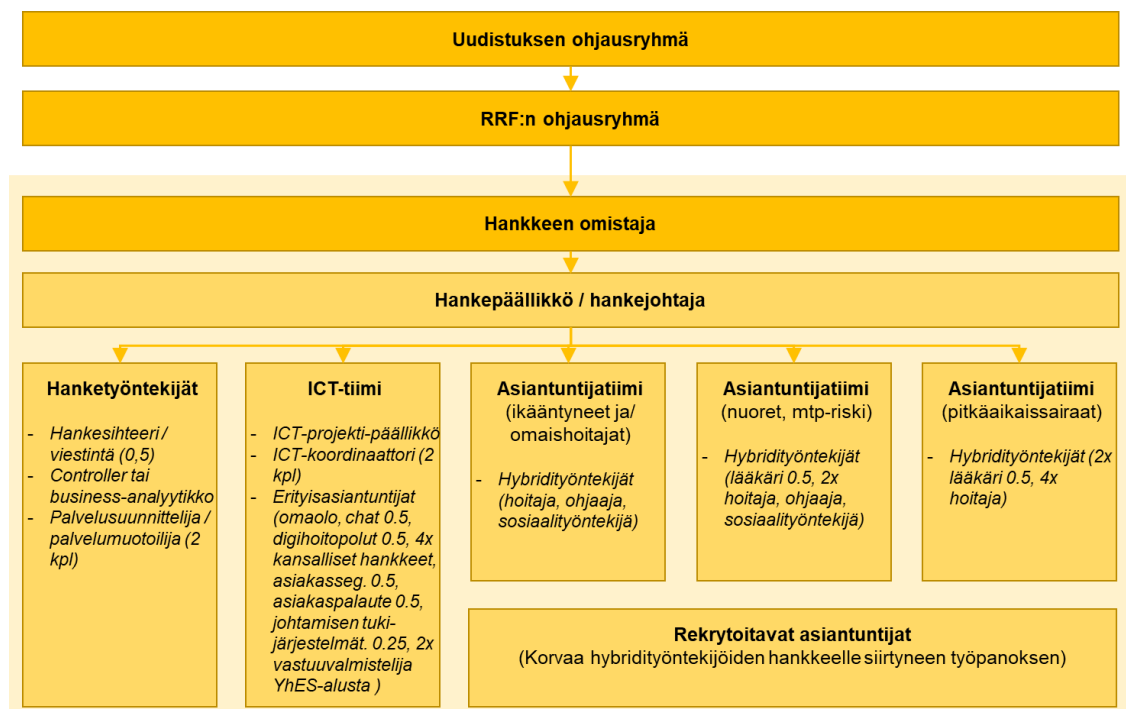 Uudistuksen ohjausryhmä
RRF:n ohjausryhmä
Hankkeen omistaja
Hankepäällikkö / hankejohtaja
Hanketyöntekijät
- Hankesihteeri /
viestintä (0,5)
- Controller tai
business-analyytikko
- Palvelusuunnittelija /
palvelumuotoilija (2
kpl)
ICT-tiimi
- ICT-projekti-päällikkö
- ICT-koordinaattori (2
kpl)
- Erityisasiantuntijat
(omaolo, chat 0.5,
digihoitopolut 0.5, 4x
kansalliset hankkeet,
asiakasseg. 0.5,
asiakaspalaute 0.5,
johtamisen tuki-
järjestelmät. 0.25, 2x
vastuuvalmistelija
YhES-alusta )
Asiantuntijatiimi
(ikääntyneet ja/
omaishoitajat)
- Hybridityöntekijät
(hoitaja, ohjaaja,
sosiaalityöntekijä)
Asiantuntijatiimi
(nuoret, mtp-riski)
- Hybridityöntekijät
(lääkäri 0.5, 2x
hoitaja, ohjaaja,
sosiaalityöntekijä)
Asiantuntijatiimi
(pitkäaikaissairaat)
- Hybridityöntekijät (2x
lääkäri 0.5, 4x
hoitaja)
Rekrytoitavat asiantuntijat
(Korvaa hybridityöntekijöiden hankkeelle siirtyneen työpanoksen)